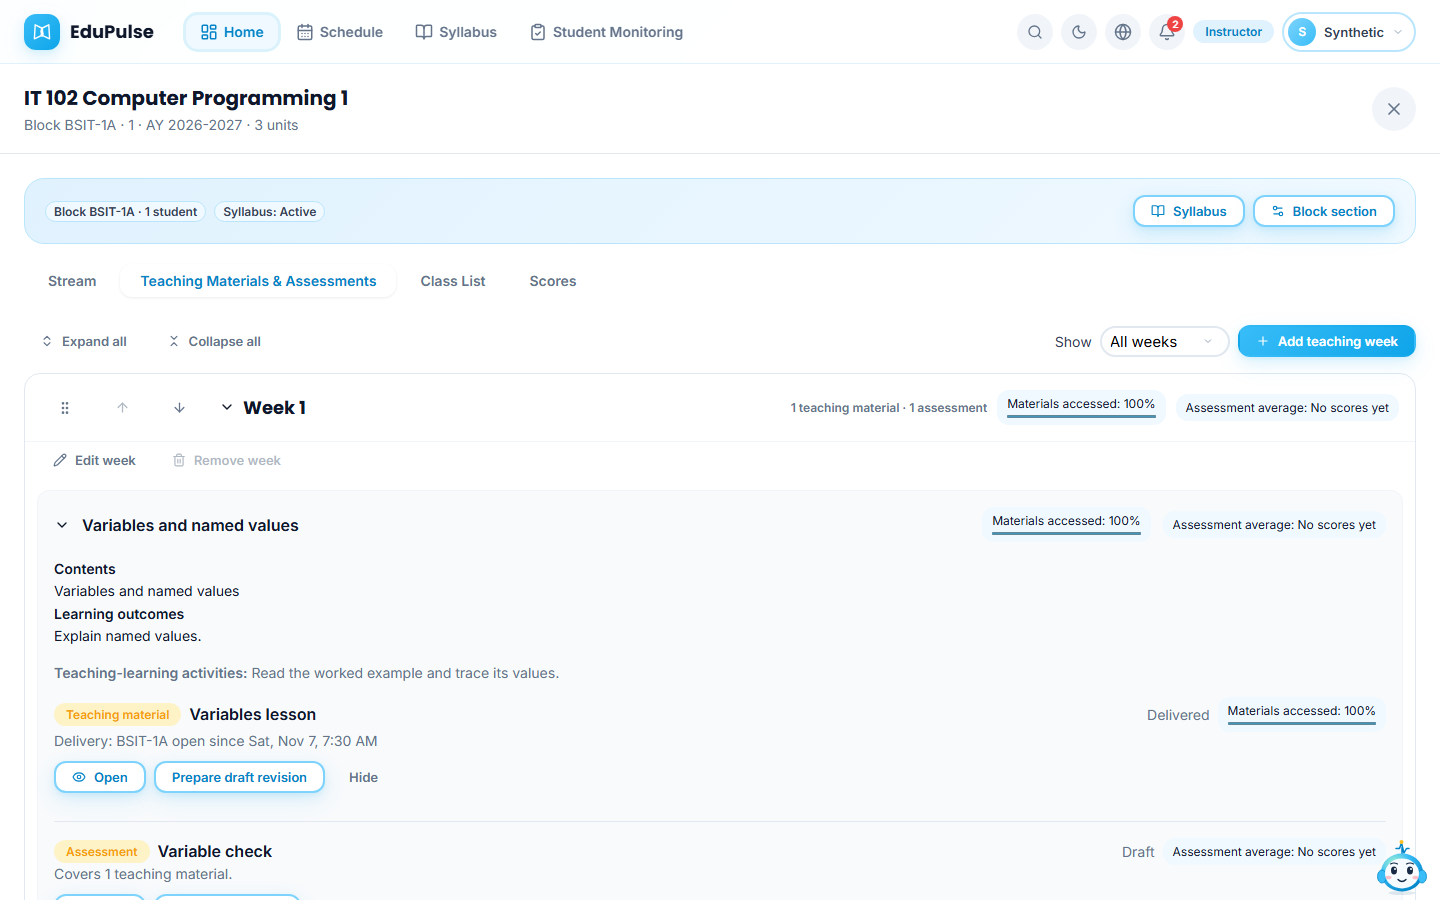 EduPulse
Home
Schedule
Syllabus
Student Monitoring
2
Instructor
S
Synthetic
IT 102 Computer Programming 1
Block BSIT-1A · 1 · AY 2026-2027 · 3 units
Block BSIT-1A · 1 student
Syllabus: Active
Syllabus
Block section
Stream
Teaching Materials & Assessments
Class List
Scores
Expand all
Collapse all
Show
All weeks
Add teaching week
Week 1
1 teaching material · 1 assessment
Materials accessed: 100%
Assessment average: No scores yet
Edit week
Remove week
Variables and named values
Materials accessed: 100%
Assessment average: No scores yet
Contents
Variables and named values
Learning outcomes
Explain named values.
Teaching-learning activities: Read the worked example and trace its values.
Teaching material
Variables lesson
Delivered
Materials accessed: 100%
Delivery: BSIT-1A open since Sat, Nov 7, 7:30 AM
Open
Prepare draft revision
Hide
Assessment
Variable check
Draft
Assessment average: No scores yet
Covers 1 teaching material.